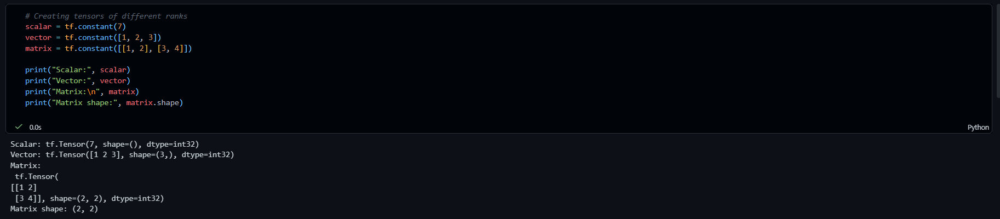 # Creating tensors of different ranks
scalar = tf.constant(7)
vector = tf.constant([1, 2, 3])
matrix = tf.constant([[1, 2], [3, 4]])
print("Scalar:", scalar)
print("Vector:", vector)
print("Matrix:\n", matrix)
print("Matrix shape:", matrix.shape)
0.0s
Python
Scalar: tf.Tensor(7, shape=(), dtype=int32)
Vector: tf.Tensor([1 2 3], shape=(3,), dtype=int32)
Matrix:
 tf.Tensor(
[[1 2]
 [3 4]], shape=(2, 2), dtype=int32)
Matrix shape: (2, 2)